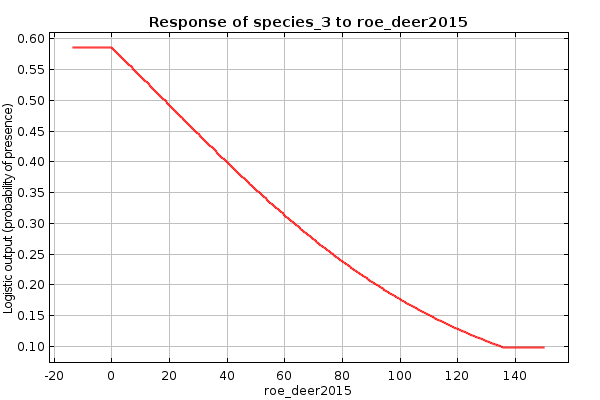 Response of species_3 to roe_deer2015
Logistic output (probability of presence)
0.60
0.55
0.50
0.45
0.40
0.35
0.30
0.25
0.20
0.15
0.10
-20 0 20 40 60 80 100 120 140
roe_deer2015